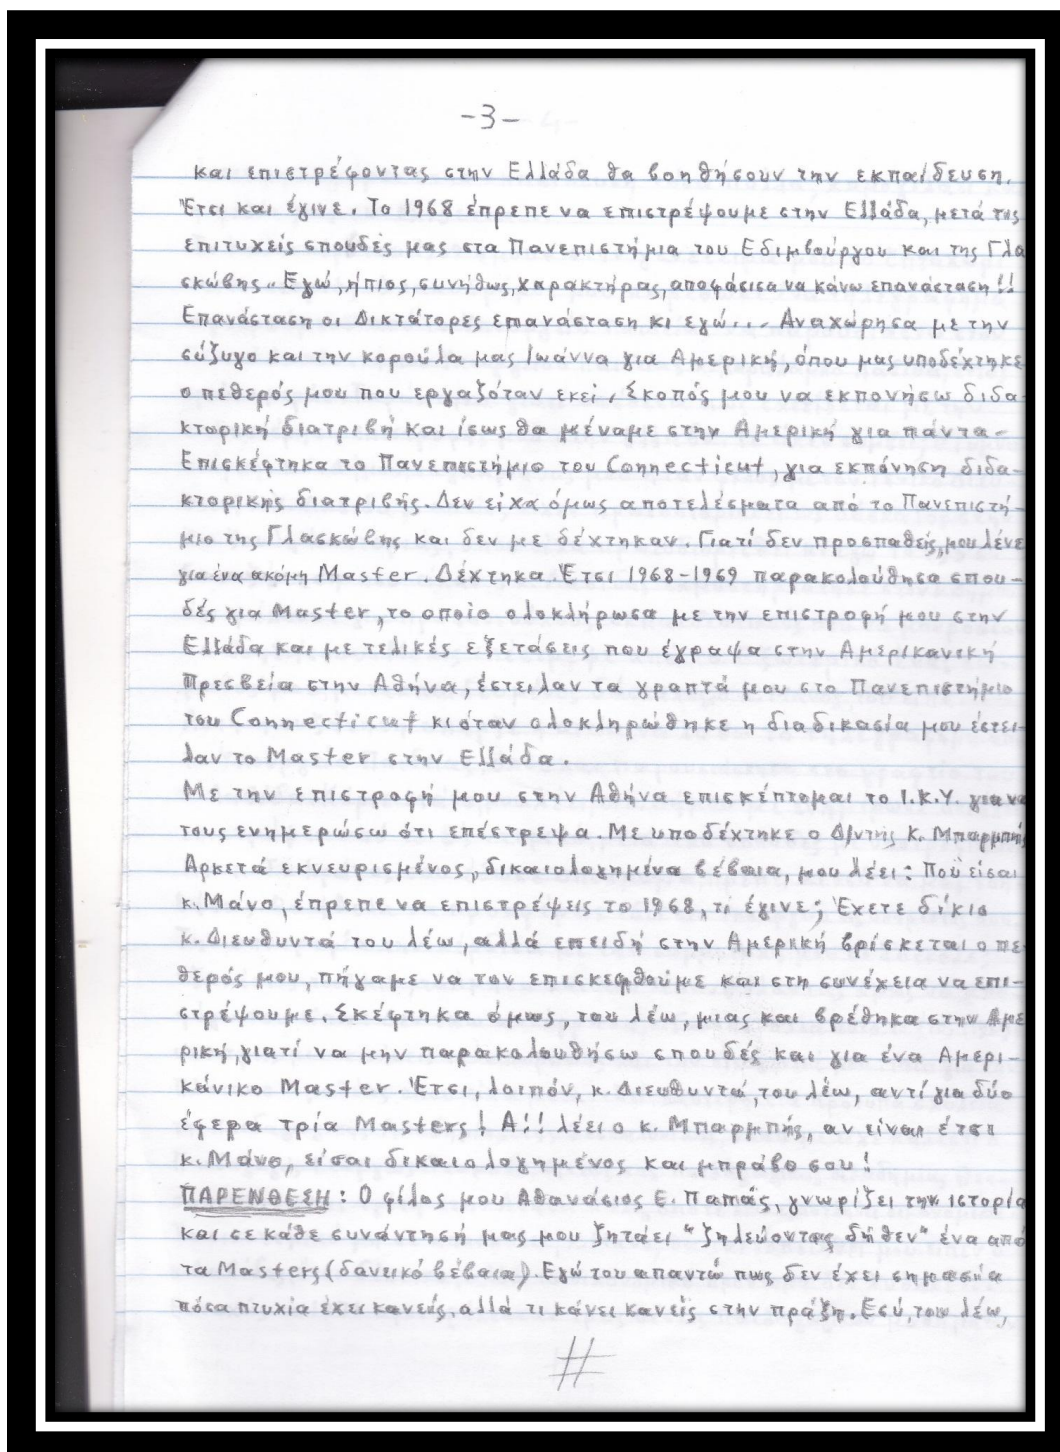 -3-
και επιστρέφοντας στην Ελλάδα θα βοηθήσουν την εκπαίδευση.
Έτσι και έγινε. Το 1968 έπρεπε να επιστρέψουμε στην Ελλάδα, μετά τις
επιτυχείς σπουδές μας στα Πανεπιστήμια του Εδιμβούργου και της Γλα
σκώβης.. Εγώ, ήπιος, συνήθως, χαρακτήρας, αποφάσισα να κάνω επανάσταση!!
Επανάσταση οι Δικτάτορες επανάσταση κι εγώ... Αναχώρησα με την
σύζυγο και την κορούλα μας Ιωάννα για Αμερική, όπου μας υποδέχτηκε
ο πεθερός μου που εργαζόταν εκεί. Σκοπός μου να εκπονήσω διδα
κτορική διατριβή και ίσως θα μέναμε στην Αμερική για πάντα-
Επισκέφτηκα το Πανεπιστήμιο του Connecticut, για εκπόνηση διδα-
κτορικής διατριβής. Δεν είχα όμως αποτελέσματα από το Πανεπιστή-
μιο της Γλασκώβης και δεν με δέχτηκαν. Γιατί δεν προσπαθείς, μου λένε
για ένα ακόμη Master. Δέχτηκα. Έτσι 1968-1969 παρακολούθησα σπου-
δές για Master, το οποίο ολοκλήρωσα με την επιστροφή μου στην
Ελλάδα και με τελικές εξετάσεις που έγραψα στην Αμερικανική
Πρεσβεία στην Αθήνα, έστειλαν τα γραπτά μου στο Πανεπιστήμιο
του Connecticut κι όταν ολοκληρώθηκε η διαδικασία μου έστει-
λαν το Master στην Ελλάδα.
Με την επιστροφή μου στην Αθήνα επισκέπτομαι το Ι.Κ.Υ. για να
τους ενημερώσω ότι επέστρεψα. Με υποδέχτηκε ο Δ/ντής κ. Μπαρμπής
Αρκετά εκνευρισμένος, δικαιολογημένα βέβαια, μου λέει: Πού είσαι
κ. Μάνο, έπρεπε να επιστρέψεις το 1968, τι έγινε; Έχετε δίκιο
κ. Διευθυντά του λέω, αλλά επειδή στην Αμερική βρίσκεται ο πε
θερός μου, πήγαμε να τον επισκεφθούμε και στη συνέχεια να επι-
στρέψουμε. Σκέφτηκα όμως, του λέω, μιας και βρέθηκα στην Αμε
ρική, γιατί να μην παρακολουθήσω σπουδές και για ένα Αμερι-
κάνικο Master. Έτσι, λοιπόν, κ. Διευθυντά, του λέω, αντί για δύο
έφερα τρία Masters! Α!! λέει ο κ. Μπαρμπής, αν είναι έτσι
κ. Μάνο, είσαι δικαιολογημένος και μπράβο σου!
ΠΑΡΕΝΘΕΣΗ: Ο φίλος μου Αθανάσιος Ε. Παπάς, γνωρίζει την ιστορία
και σε κάθε συνάντησή μας μου ζητάει "ζηλεύοντας δήθεν" ένα από
τα Masters (δανεικό βέβαια). Εγώ του απαντώ πως δεν έχει σημασία
πόσα πτυχία έχει κανείς, αλλά τι κάνει κανείς στην πράξη. Εσύ, του λέω,
#